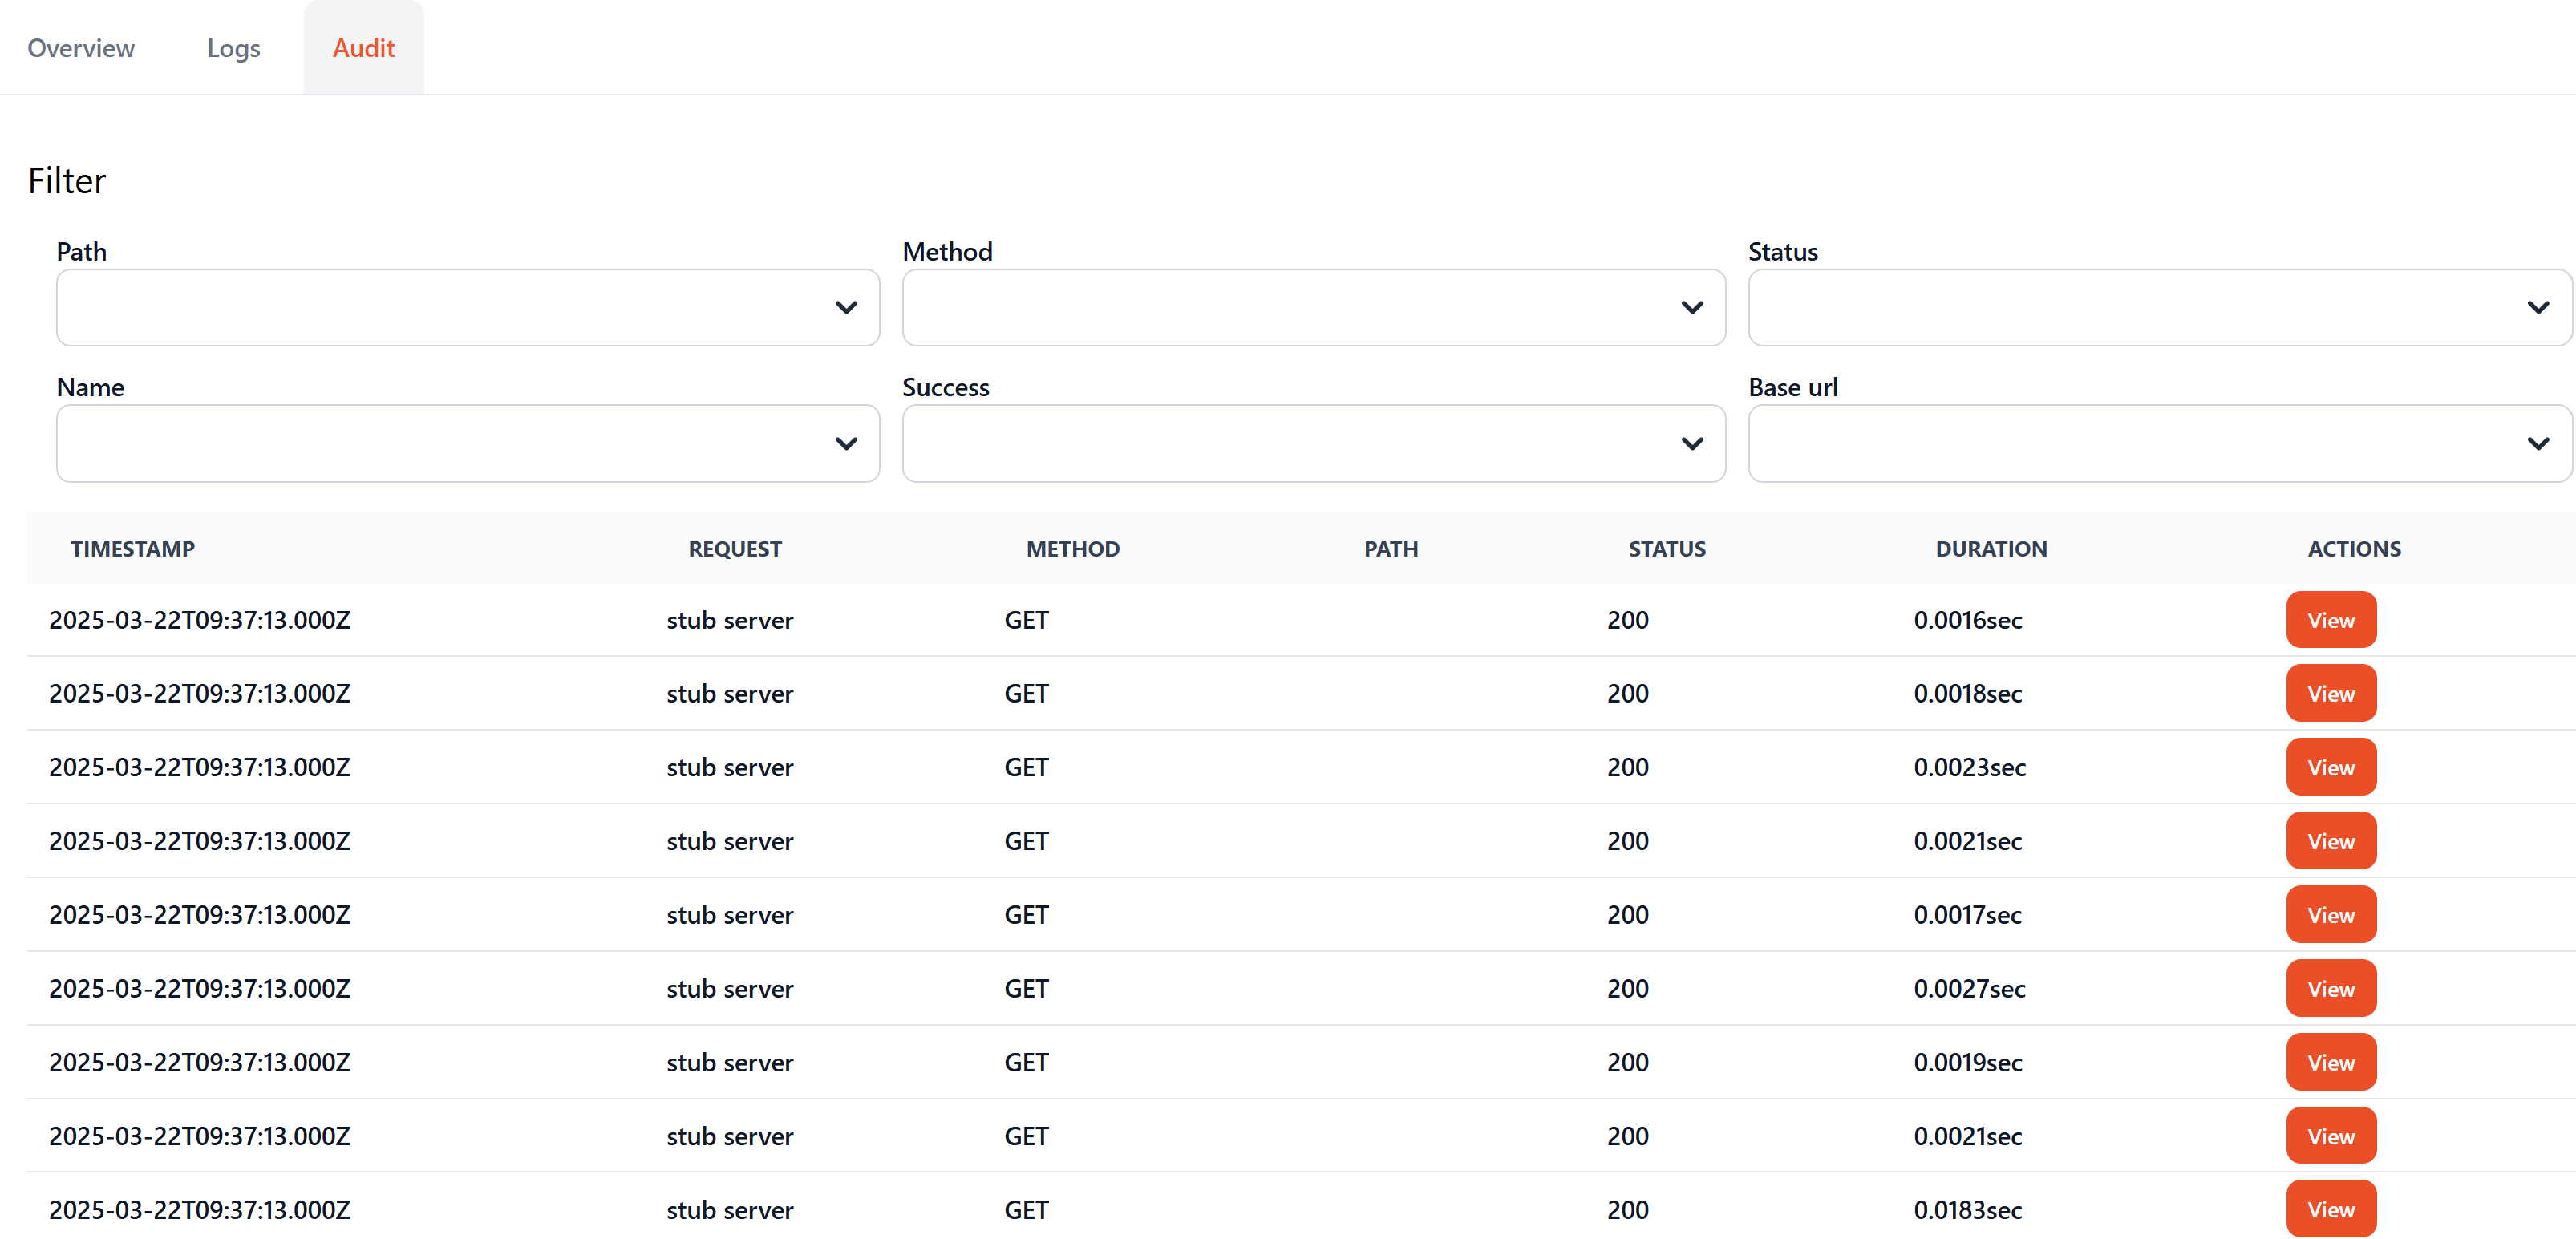 Overview Logs Audit
Filter
Path Method Status
Name Success Base url
TIMESTAMP REQUEST METHOD PATH STATUS DURATION ACTIONS
2025-03-22T09:37:13.000Z stub server GET 200 0.0016sec View
2025-03-22T09:37:13.000Z stub server GET 200 0.0018sec View
2025-03-22T09:37:13.000Z stub server GET 200 0.0023sec View
2025-03-22T09:37:13.000Z stub server GET 200 0.0021sec View
2025-03-22T09:37:13.000Z stub server GET 200 0.0017sec View
2025-03-22T09:37:13.000Z stub server GET 200 0.0027sec View
2025-03-22T09:37:13.000Z stub server GET 200 0.0019sec View
2025-03-22T09:37:13.000Z stub server GET 200 0.0021sec View
2025-03-22T09:37:13.000Z stub server GET 200 0.0183sec View